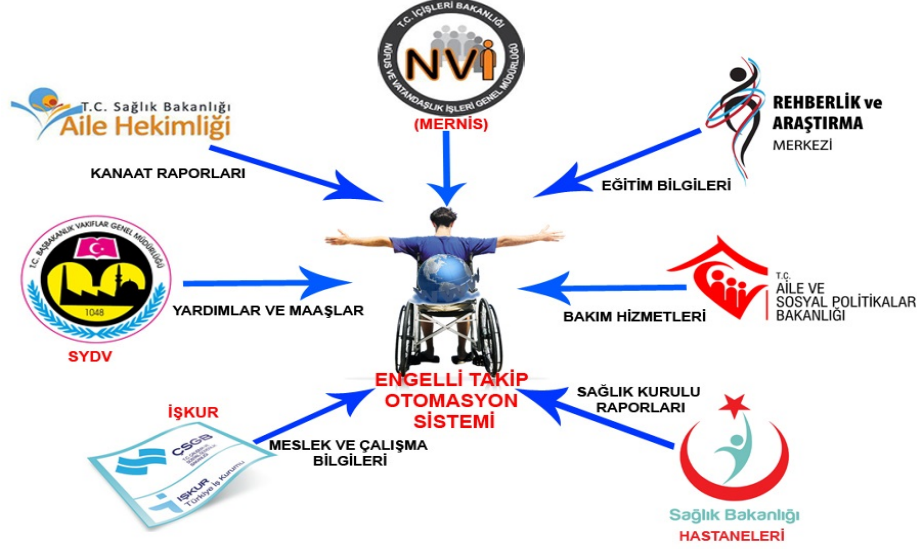 T.C. İÇİŞLERİ BAKANLIĞI
NVİ
NÜFUS VE VATANDAŞLIK İŞLERİ GENEL MÜDÜRLÜĞÜ
(MERNİS)
T.C. Sağlık Bakanlığı
Aile Hekimliği
KANAAT RAPORLARI
REHBERLİK ve
ARAŞTIRMA
MERKEZİ
EĞİTİM BİLGİLERİ
T.C. BAŞBAKANLIK VAKIFLAR GENEL MÜDÜRLÜĞÜ
1048
SYDV
YARDIMLAR VE MAAŞLAR
T.C.
AİLE VE
SOSYAL POLİTİKALAR
BAKANLIĞI
BAKIM HİZMETLERİ
ENGELLİ TAKİP
OTOMASYON
SİSTEMİ
İŞKUR
ÇSGB
İŞKUR
Türkiye İş Kurumu
MESLEK VE ÇALIŞMA
BİLGİLERİ
SAĞLIK KURULU
RAPORLARI
Sağlık Bakanlığı
HASTANELERİ